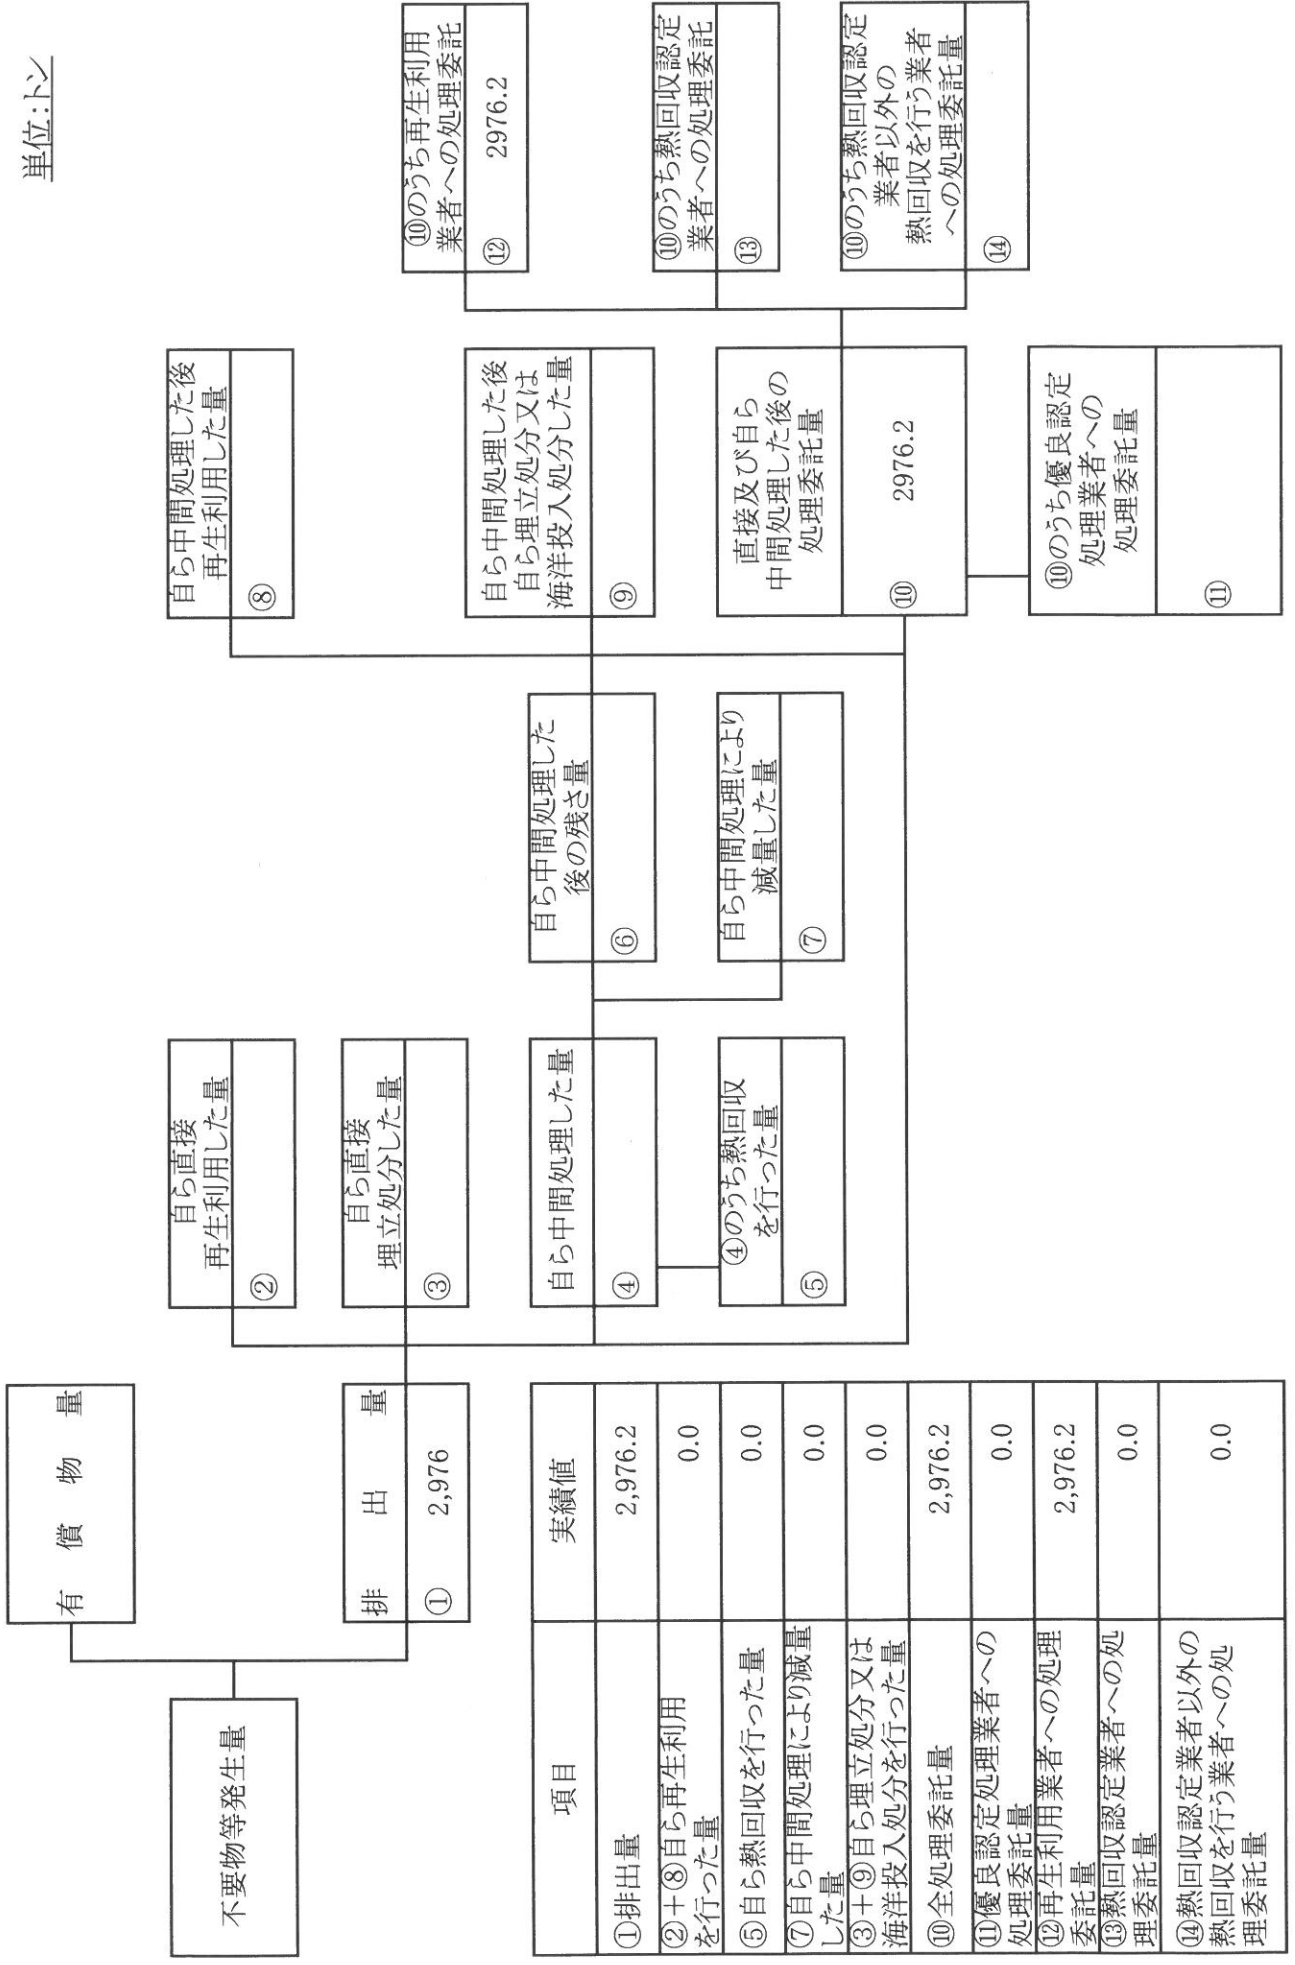 単位:トン
不要物等発生量
有償物量
排出量
① 2,976
自ら直接
再生利用した量
②
自ら直接
埋立処分した量
③
自ら中間処理した量
④
④のうち熱回収
を行った量
⑤
自ら中間処理した
後の残さ量
⑥
自ら中間処理により
減量した量
⑦
自ら中間処理した後
再生利用した量
⑧
自ら中間処理した後
自ら埋立処分又は
海洋投入処分した量
⑨
直接及び自ら
中間処理した後の
処理委託量
⑩ 2976.2
⑩のうち優良認定
処理業者への
処理委託量
⑪
⑩のうち再生利用
業者への処理委託
⑫ 2976.2
⑩のうち熱回収認定
業者への処理委託
⑬
⑩のうち熱回収認定
業者以外の
熱回収を行う業者
への処理委託量
⑭
項目 実績値
①排出量 2,976.2
②+⑧自ら再生利用
を行った量 0.0
⑤自ら熱回収を行った量 0.0
⑦自ら中間処理により減量
した量 0.0
③+⑨自ら埋立処分又は
海洋投入処分を行った量 0.0
⑩全処理委託量 2,976.2
⑪優良認定処理業者への
処理委託量 0.0
⑫再生利用業者への処理
委託量 2,976.2
⑬熱回収認定業者への処
理委託量 0.0
⑭熱回収認定業者以外の
熱回収を行う業者への処
理委託量 0.0